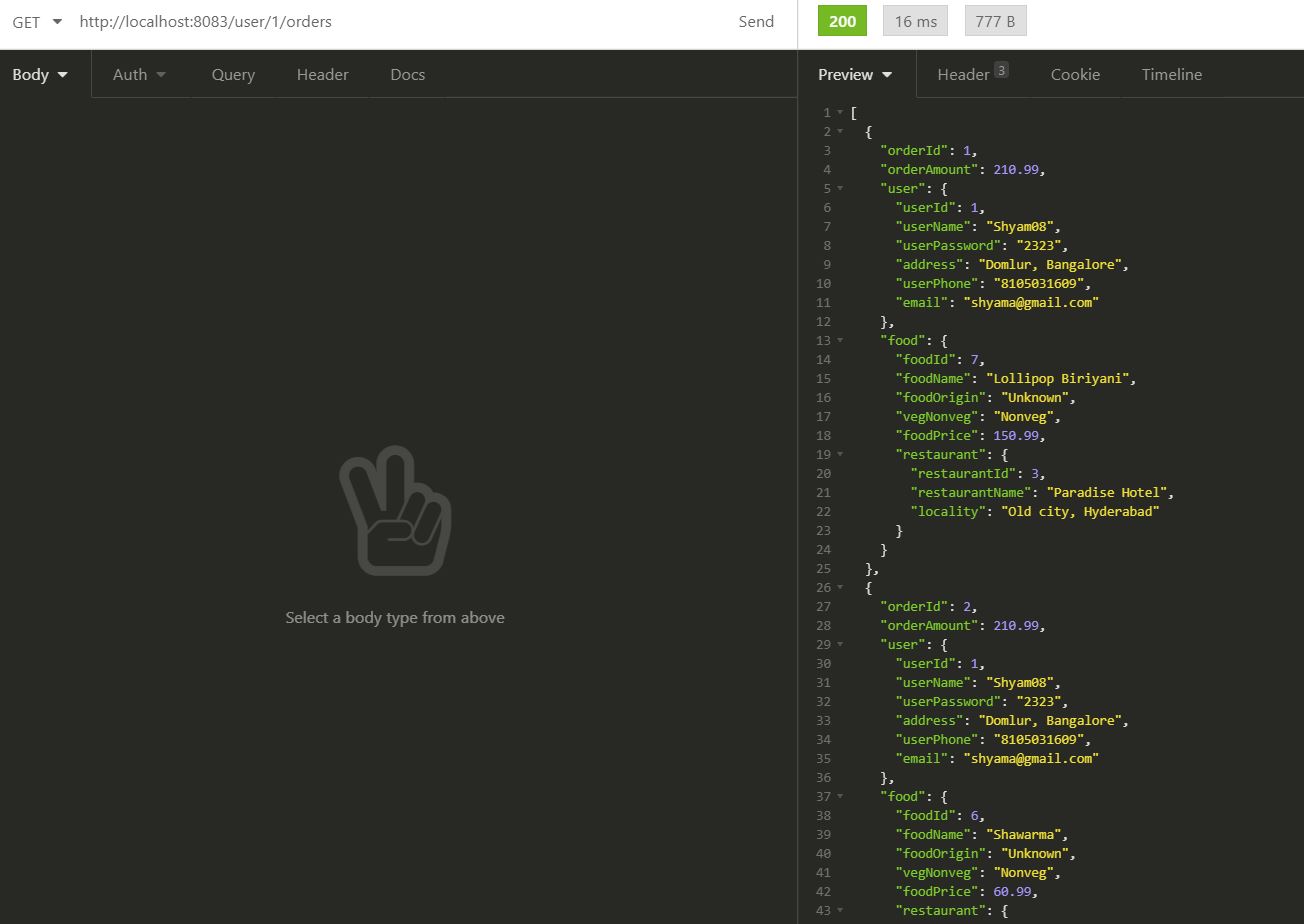 GET http://localhost:8083/user/1/orders Send 200 16 ms 777 B
Body Auth Query Header Docs Preview Header 3 Cookie Timeline
Select a body type from above
1 [
2 {
3 "orderId": 1,
4 "orderAmount": 210.99,
5 "user": {
6 "userId": 1,
7 "userName": "Shyam08",
8 "userPassword": "2323",
9 "address": "Domlur, Bangalore",
10 "userPhone": "8105031609",
11 "email": "shyama@gmail.com"
12 },
13 "food": {
14 "foodId": 7,
15 "foodName": "Lollipop Biriyani",
16 "foodOrigin": "Unknown",
17 "vegNonveg": "Nonveg",
18 "foodPrice": 150.99,
19 "restaurant": {
20 "restaurantId": 3,
21 "restaurantName": "Paradise Hotel",
22 "locality": "Old city, Hyderabad"
23 }
24 }
25 },
26 {
27 "orderId": 2,
28 "orderAmount": 210.99,
29 "user": {
30 "userId": 1,
31 "userName": "Shyam08",
32 "userPassword": "2323",
33 "address": "Domlur, Bangalore",
34 "userPhone": "8105031609",
35 "email": "shyama@gmail.com"
36 },
37 "food": {
38 "foodId": 6,
39 "foodName": "Shawarma",
40 "foodOrigin": "Unknown",
41 "vegNonveg": "Nonveg",
42 "foodPrice": 60.99,
43 "restaurant": {